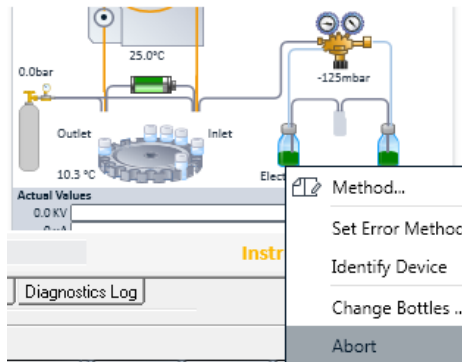 25.0°C
0.0bar
-125mbar
Outlet
Inlet
10.3 °C
Elect
Actual Values
0.0 KV
Method...
Set Error Method
Identify Device
Instr
Diagnostics Log
Change Bottles ..
Abort